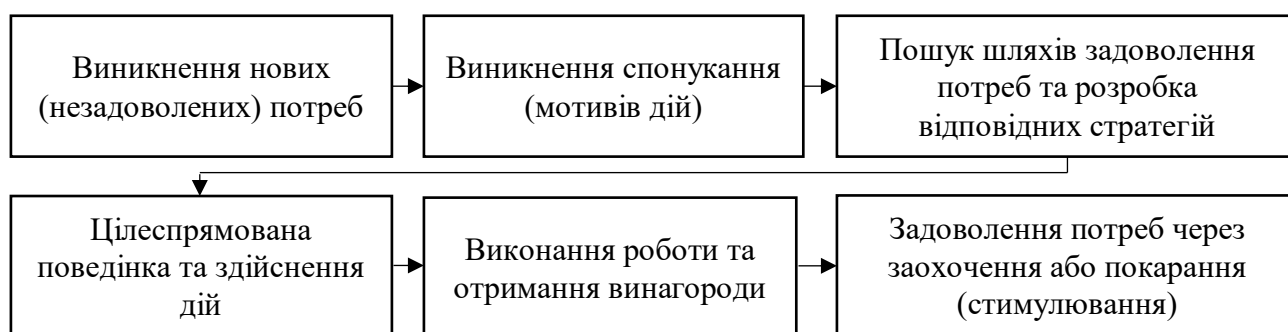 Виникнення нових
(незадоволених) потреб
Виникнення спонукання
(мотивів дій)
Пошук шляхів задоволення
потреб та розробка
відповідних стратегій
Цілеспрямована
поведінка та здійснення
дій
Виконання роботи та
отримання винагороди
Задоволення потреб через
заохочення або покарання
(стимулювання)